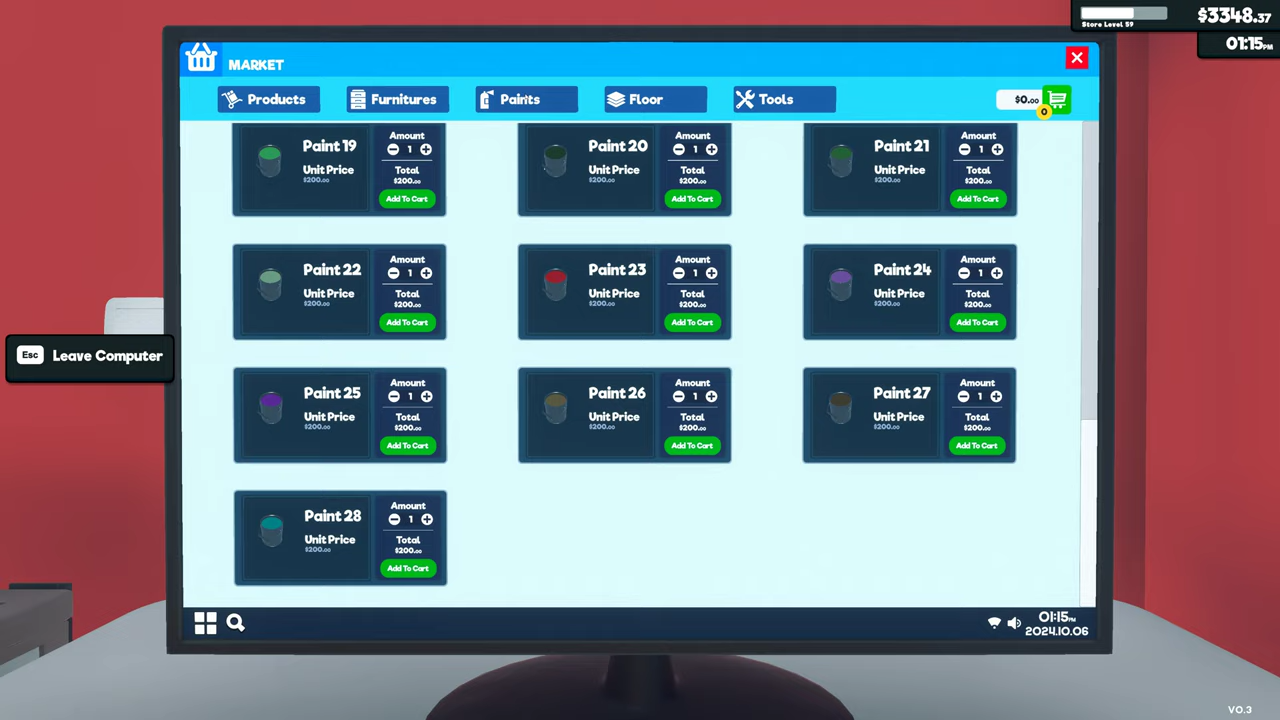 Store Level 59
$3348.37
01:15PM
MARKET
Products
Furnitures
Paints
Floor
Tools
$0.00
0
Paint 19
Unit Price
$200.00
Amount
1
Total
$200.00
Add To Cart
Paint 20
Unit Price
$200.00
Amount
1
Total
$200.00
Add To Cart
Paint 21
Unit Price
$200.00
Amount
1
Total
$200.00
Add To Cart
Paint 22
Unit Price
$200.00
Amount
1
Total
$200.00
Add To Cart
Paint 23
Unit Price
$200.00
Amount
1
Total
$200.00
Add To Cart
Paint 24
Unit Price
$200.00
Amount
1
Total
$200.00
Add To Cart
Esc Leave Computer
Paint 25
Unit Price
$200.00
Amount
1
Total
$200.00
Add To Cart
Paint 26
Unit Price
$200.00
Amount
1
Total
$200.00
Add To Cart
Paint 27
Unit Price
$200.00
Amount
1
Total
$200.00
Add To Cart
Paint 28
Unit Price
$200.00
Amount
1
Total
$200.00
Add To Cart
01:15PM
2024.10.06
V0.3